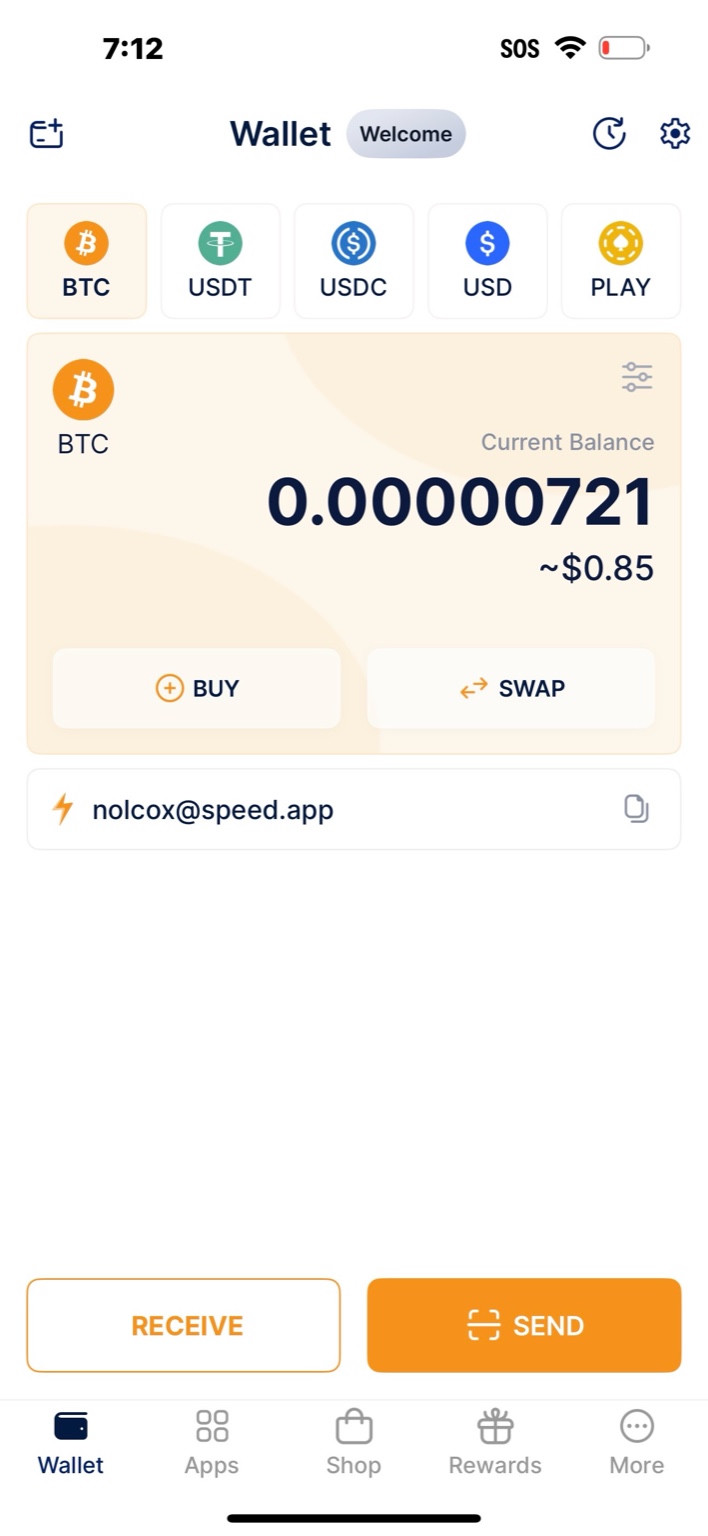 7:12 SOS
Wallet Welcome
BTC USDT USDC USD PLAY
BTC
Current Balance
0.00000721
~$0.85
BUY SWAP
nolcox@speed.app
RECEIVE SEND
Wallet Apps Shop Rewards More